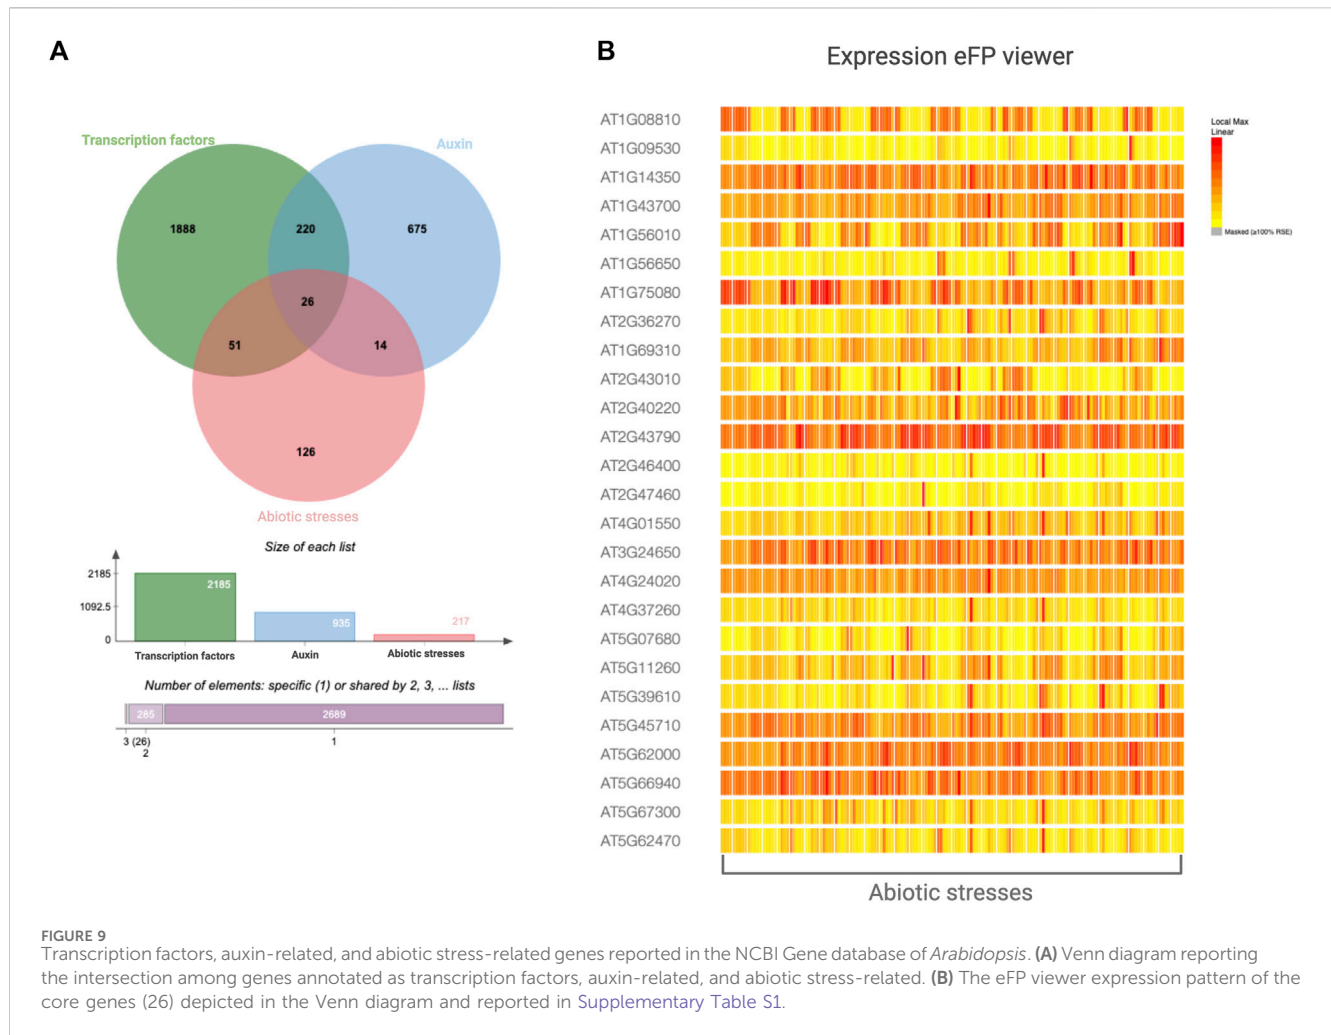 A
Transcription factors
Auxin
1888
220
675
26
51
14
126
Abiotic stresses
Size of each list
2185
1092.5
0
2185
935
217
Transcription factors
Auxin
Abiotic stresses
Number of elements: specific (1) or shared by 2, 3, ... lists
285
2689
3 (26)
2
1
B
Expression eFP viewer
AT1G08810
AT1G09530
AT1G14350
AT1G43700
AT1G56010
AT1G56650
AT1G75080
AT2G36270
AT1G69310
AT2G43010
AT2G40220
AT2G43790
AT2G46400
AT2G47460
AT4G01550
AT3G24650
AT4G24020
AT4G37260
AT5G07680
AT5G11260
AT5G39610
AT5G45710
AT5G62000
AT5G66940
AT5G67300
AT5G62470
Local Max
Linear
Masked (≥100% RSE)
Abiotic stresses
FIGURE 9
Transcription factors, auxin-related, and abiotic stress-related genes reported in the NCBI Gene database of Arabidopsis. (A) Venn diagram reporting
the intersection among genes annotated as transcription factors, auxin-related, and abiotic stress-related. (B) The eFP viewer expression pattern of the
core genes (26) depicted in the Venn diagram and reported in Supplementary Table S1.